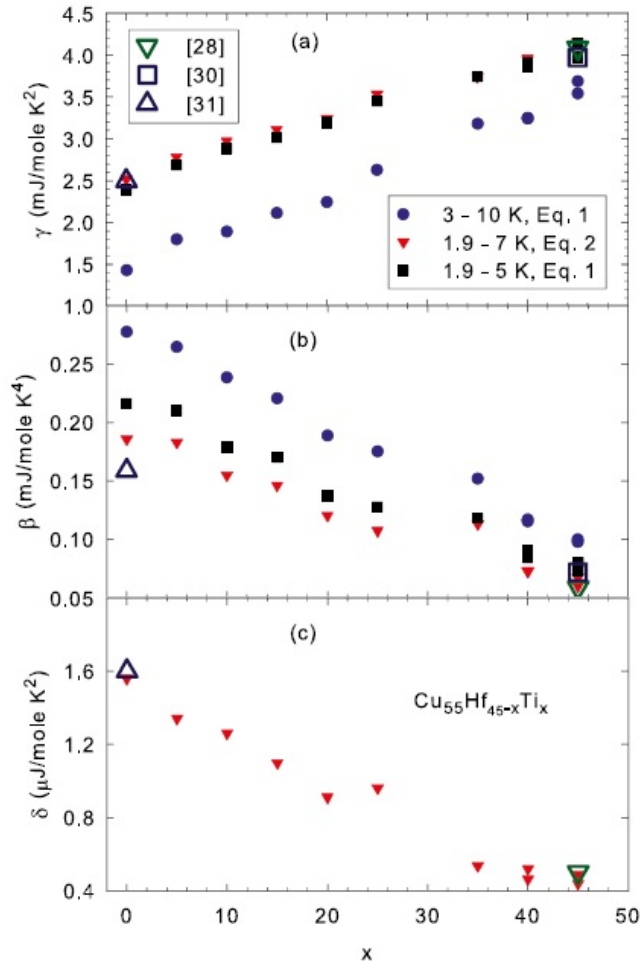 4.5
(a)
[28]
4.0
[30]
3.5
[31]
3.0
γ (mJ/mole K²)
2.5
3 – 10 K, Eq. 1
2.0
1.9 – 7 K, Eq. 2
1.5
1.9 – 5 K, Eq. 1
1.0
(b)
0.25
0.20
β (mJ/mole K⁴)
0.15
0.10
0.05
(c)
1.6
Cu₅₅Hf₄₅₋ₓTiₓ
1.2
δ (μJ/mole K²)
0.8
0.4
0 10 20 30 40 50
x